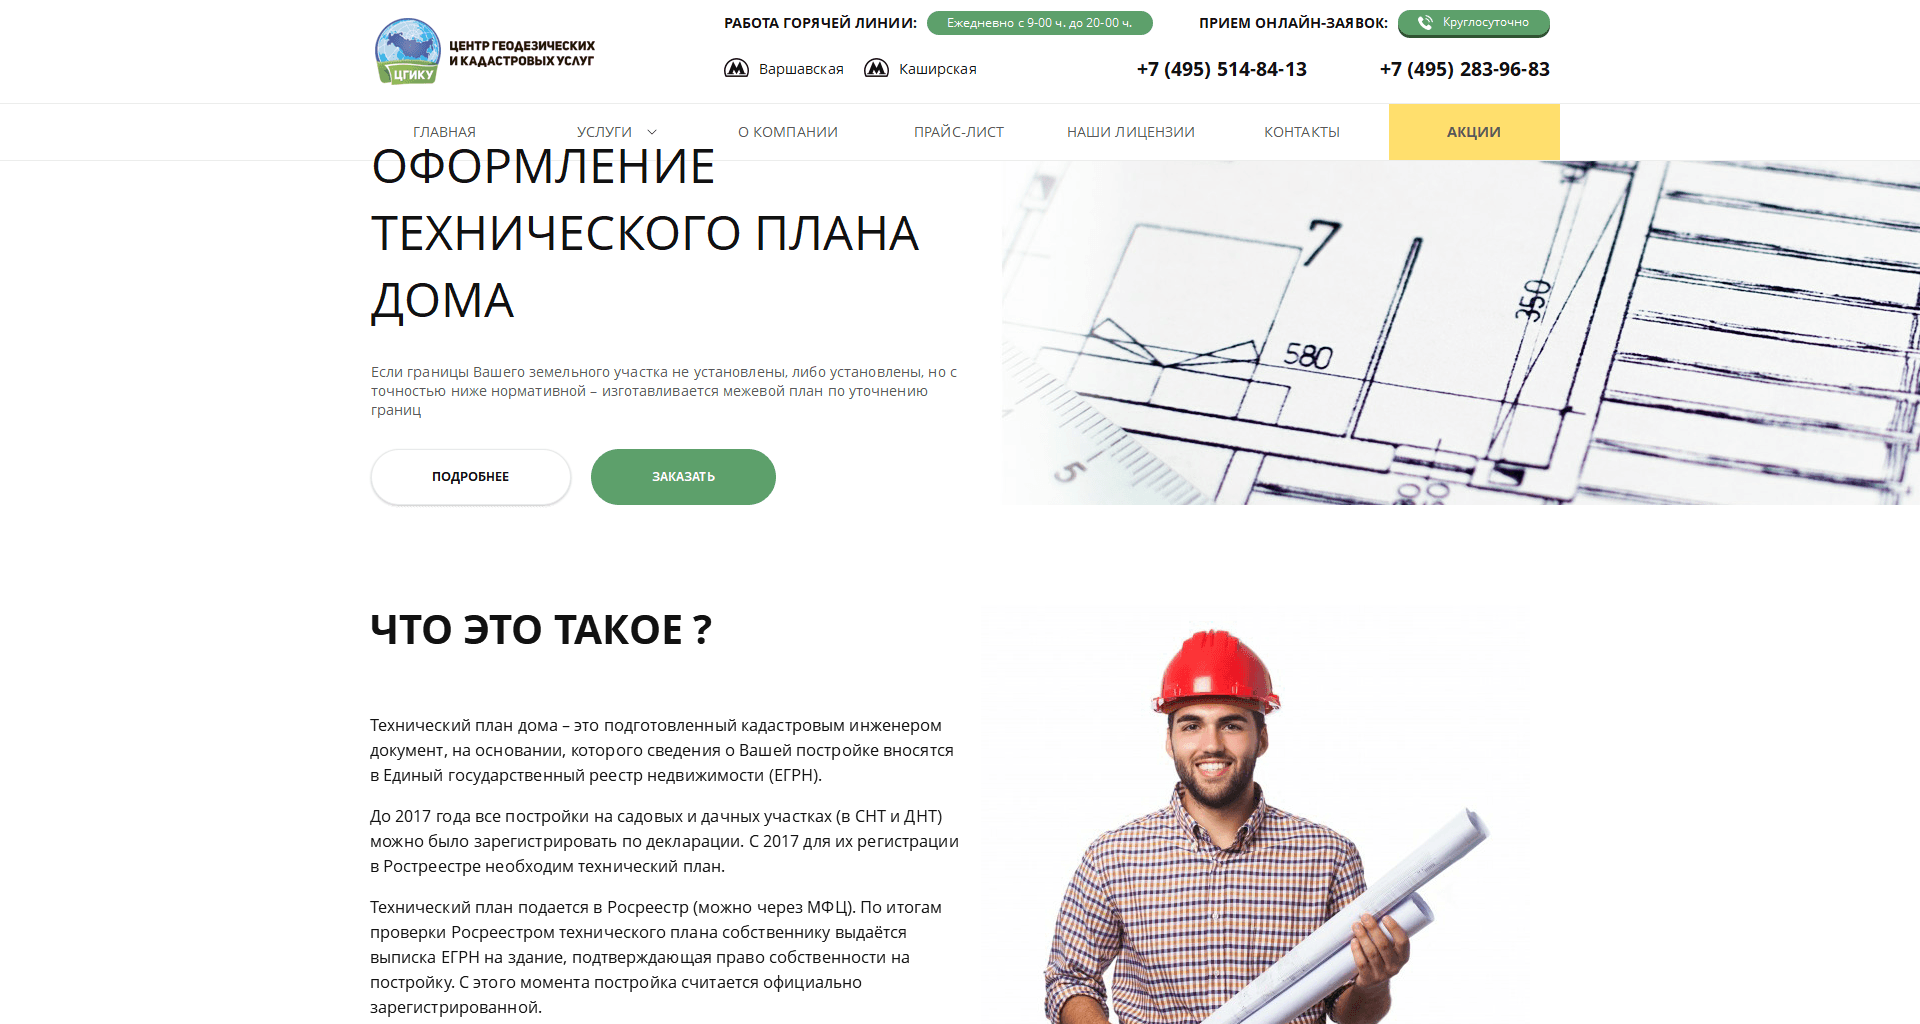 ЦГИКУ
ЦЕНТР ГЕОДЕЗИЧЕСКИХ
И КАДАСТРОВЫХ УСЛУГ
РАБОТА ГОРЯЧЕЙ ЛИНИИ: Ежедневно с 9-00 ч. до 20-00 ч.
ПРИЕМ ОНЛАЙН-ЗАЯВОК: Круглосуточно
Варшавская Каширская
+7 (495) 514-84-13 +7 (495) 283-96-83
ГЛАВНАЯ УСЛУГИ О КОМПАНИИ ПРАЙС-ЛИСТ НАШИ ЛИЦЕНЗИИ КОНТАКТЫ АКЦИИ
ОФОРМЛЕНИЕ
ТЕХНИЧЕСКОГО ПЛАНА
ДОМА
Если границы Вашего земельного участка не установлены, либо установлены, но с
точностью ниже нормативной – изготавливается межевой план по уточнению
границ
ПОДРОБНЕЕ ЗАКАЗАТЬ
7
350
580
5
ЧТО ЭТО ТАКОЕ ?
Технический план дома – это подготовленный кадастровым инженером
документ, на основании, которого сведения о Вашей постройке вносятся
в Единый государственный реестр недвижимости (ЕГРН).
До 2017 года все постройки на садовых и дачных участках (в СНТ и ДНТ)
можно было зарегистрировать по декларации. С 2017 для их регистрации
в Ростреестре необходим технический план.
Технический план подается в Росреестр (можно через МФЦ). По итогам
проверки Росреестром технического плана собственнику выдаётся
выписка ЕГРН на здание, подтверждающая право собственности на
постройку. С этого момента постройка считается официально
зарегистрированной.